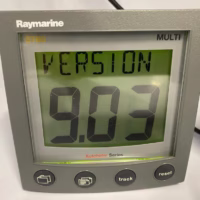 Raymarine
MULTI
VERSION
9.03
track
reset